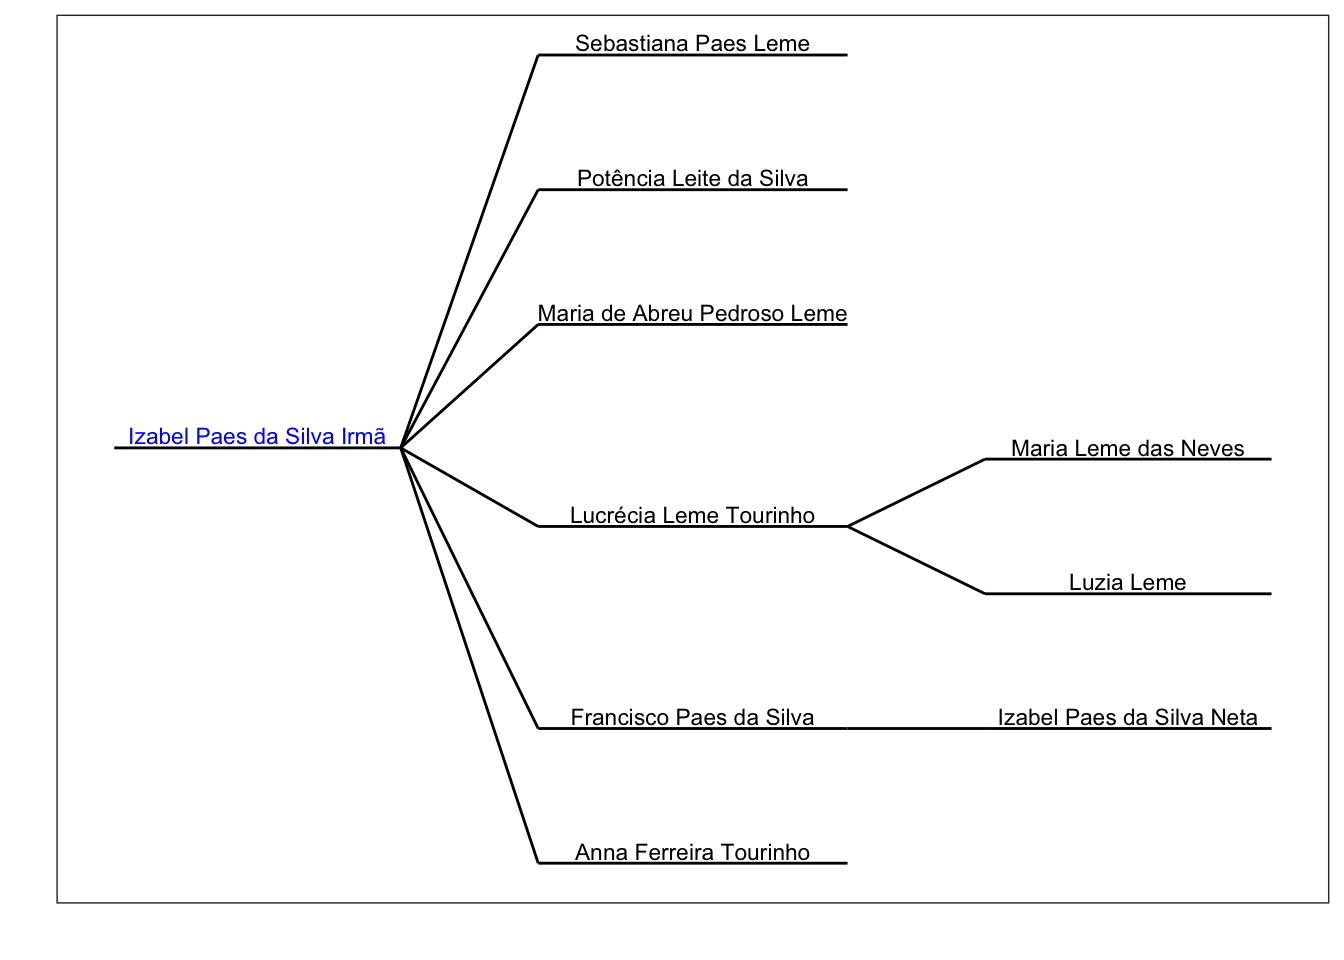 Sebastiana Paes Leme
Potência Leite da Silva
Maria de Abreu Pedroso Leme
Izabel Paes da Silva Irmã
Maria Leme das Neves
Lucrécia Leme Tourinho
Luzia Leme
Francisco Paes da Silva
Izabel Paes da Silva Neta
Anna Ferreira Tourinho